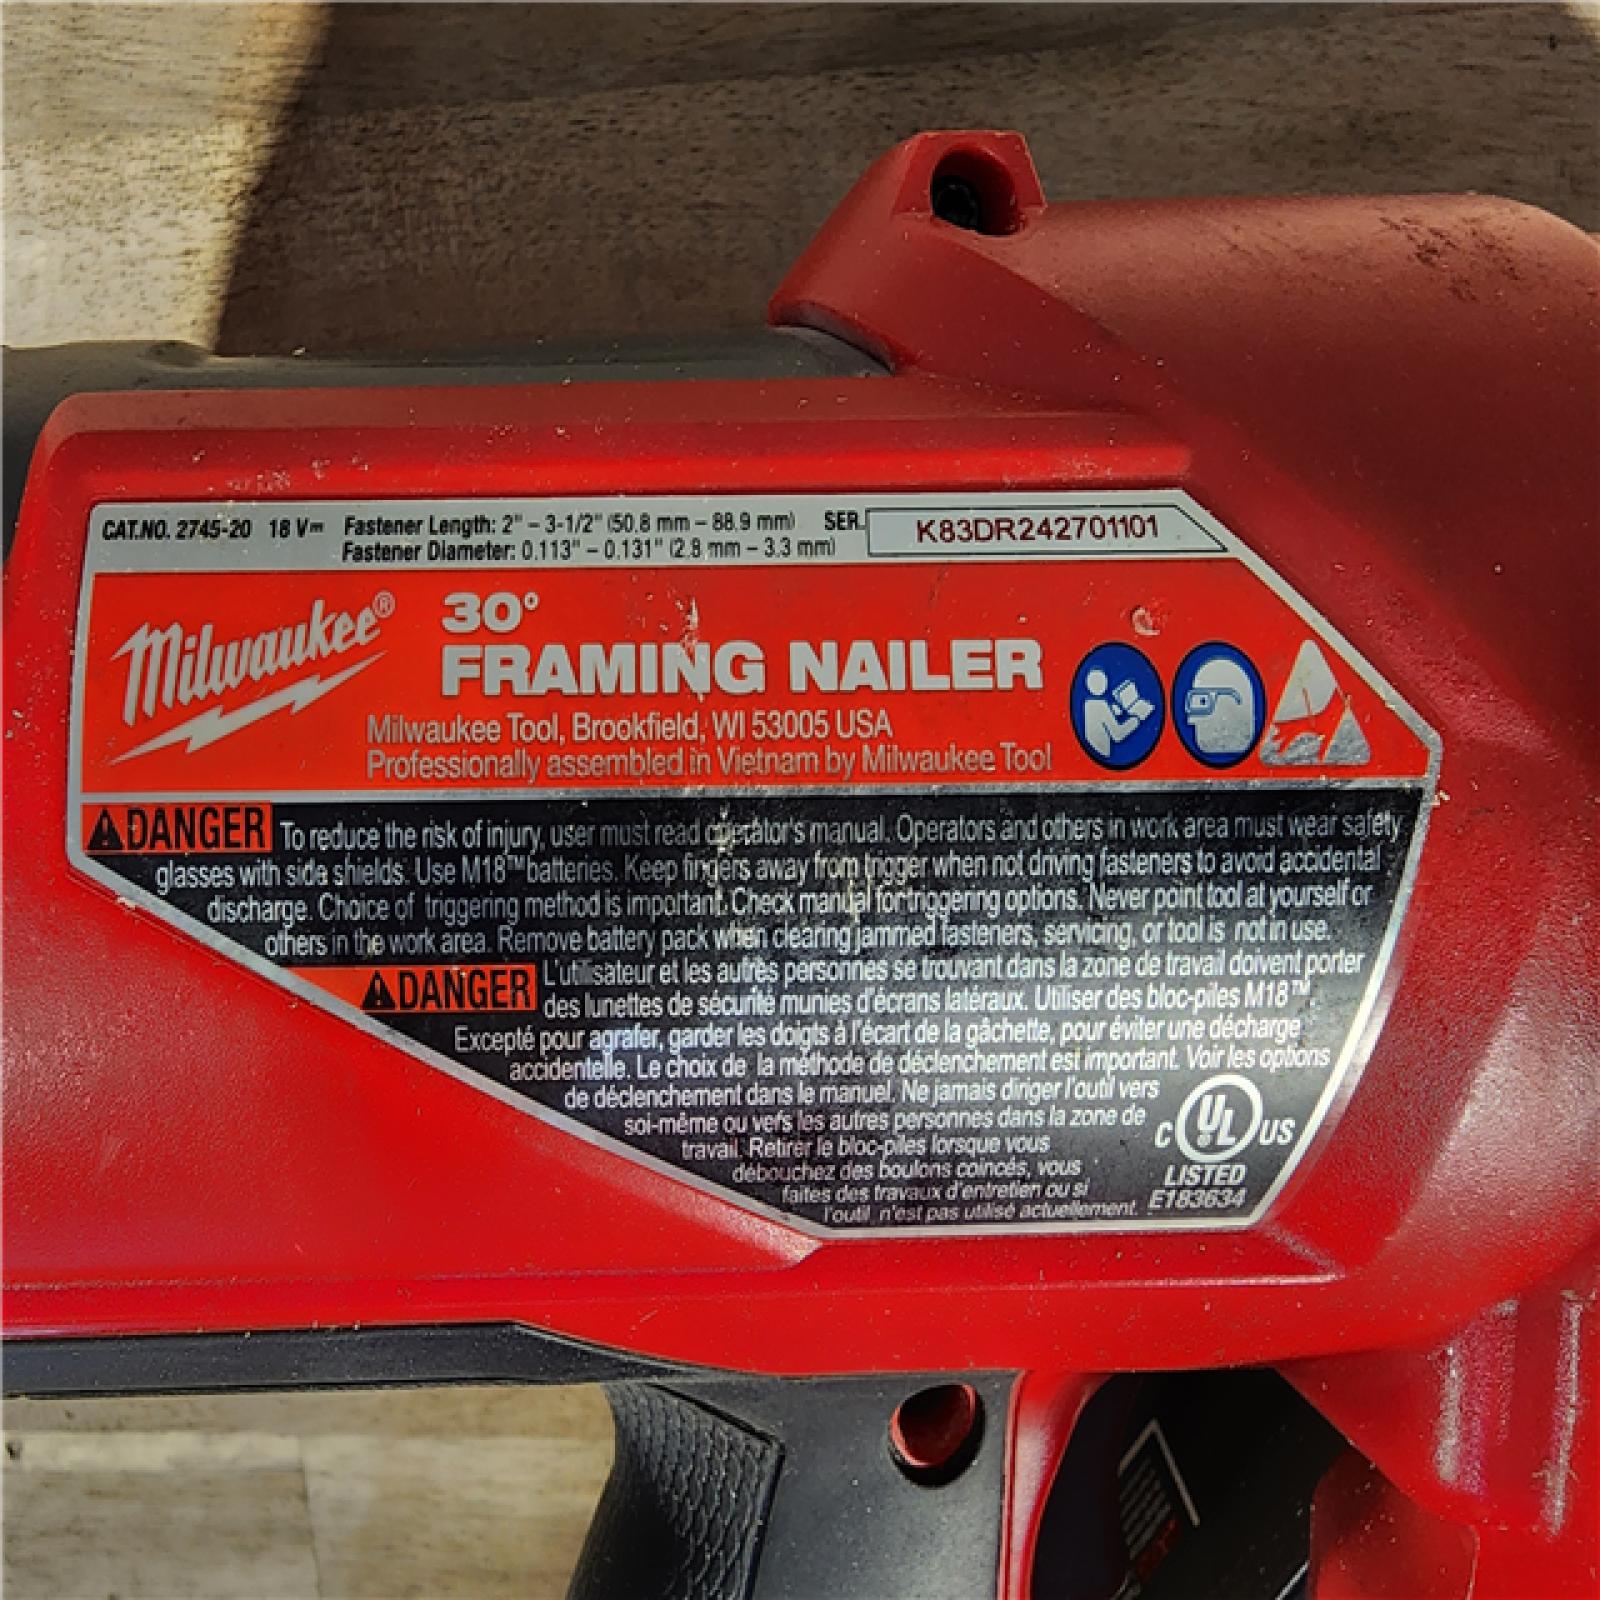 CAT.NO. 2745-20 18 V⎓ Fastener Length: 2" – 3-1/2" (50.8 mm – 88.9 mm) SER. K83DR242701101
Fastener Diameter: 0.113" – 0.131" (2.8 mm – 3.3 mm)
Milwaukee® 30°
FRAMING NAILER
Milwaukee Tool, Brookfield, WI 53005 USA
Professionally assembled in Vietnam by Milwaukee Tool
⚠DANGER To reduce the risk of injury, user must read operator's manual. Operators and others in work area must wear safety
glasses with side shields. Use M18™ batteries. Keep fingers away from trigger when not driving fasteners to avoid accidental
discharge. Choice of triggering method is important. Check manual for triggering options. Never point tool at yourself or
others in the work area. Remove battery pack when clearing jammed fasteners, servicing, or tool is not in use.
⚠DANGER L'utilisateur et les autres personnes se trouvant dans la zone de travail doivent porter
des lunettes de sécurité munies d'écrans latéraux. Utiliser des bloc-piles M18™.
Excepté pour agrafer, garder les doigts à l'écart de la gâchette, pour éviter une décharge
accidentelle. Le choix de la méthode de déclenchement est important. Voir les options
de déclenchement dans le manuel. Ne jamais diriger l'outil vers
soi-même ou vers les autres personnes dans la zone de
travail. Retirer le bloc-piles lorsque vous
débouchez des boulons coincés, vous
faites des travaux d'entretien ou si
l'outil n'est pas utilisé actuellement.
C UL US
LISTED
E183634